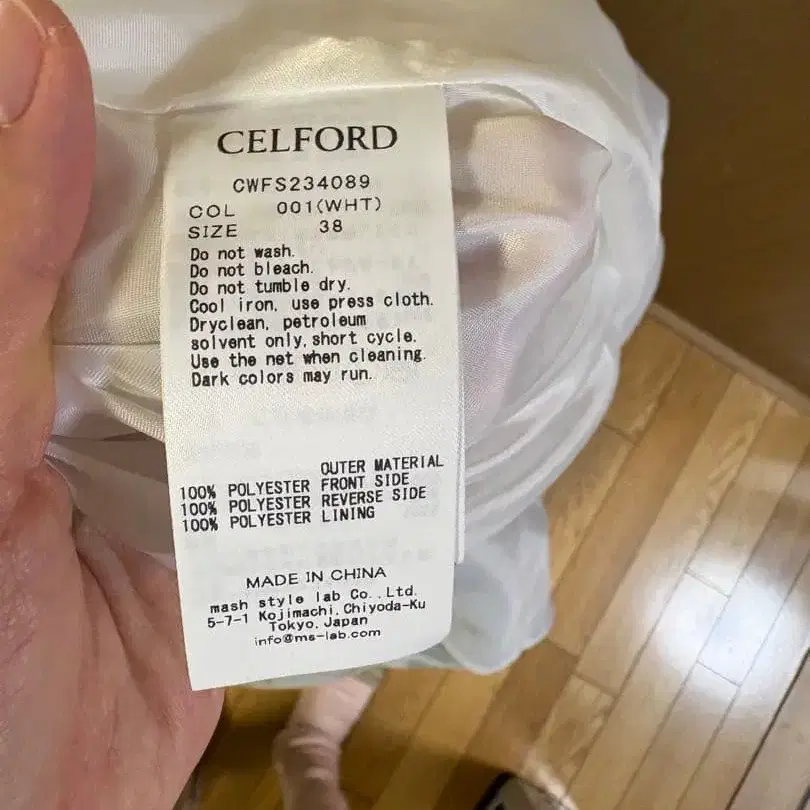 CELFORD
CWFS234089
COL 001(WHT)
SIZE 38
Do not wash.
Do not bleach.
Do not tumble dry.
Cool iron, use press cloth.
Dryclean, petroleum
solvent only,short cycle.
Use the net when cleaning.
Dark colors may run.
OUTER MATERIAL
100% POLYESTER FRONT SIDE
100% POLYESTER REVERSE SIDE
100% POLYESTER LINING
MADE IN CHINA
mash style lab Co.,Ltd.
5-7-1 Kojimachi,Chiyoda-Ku
Tokyo,Japan
info@ms-lab.com